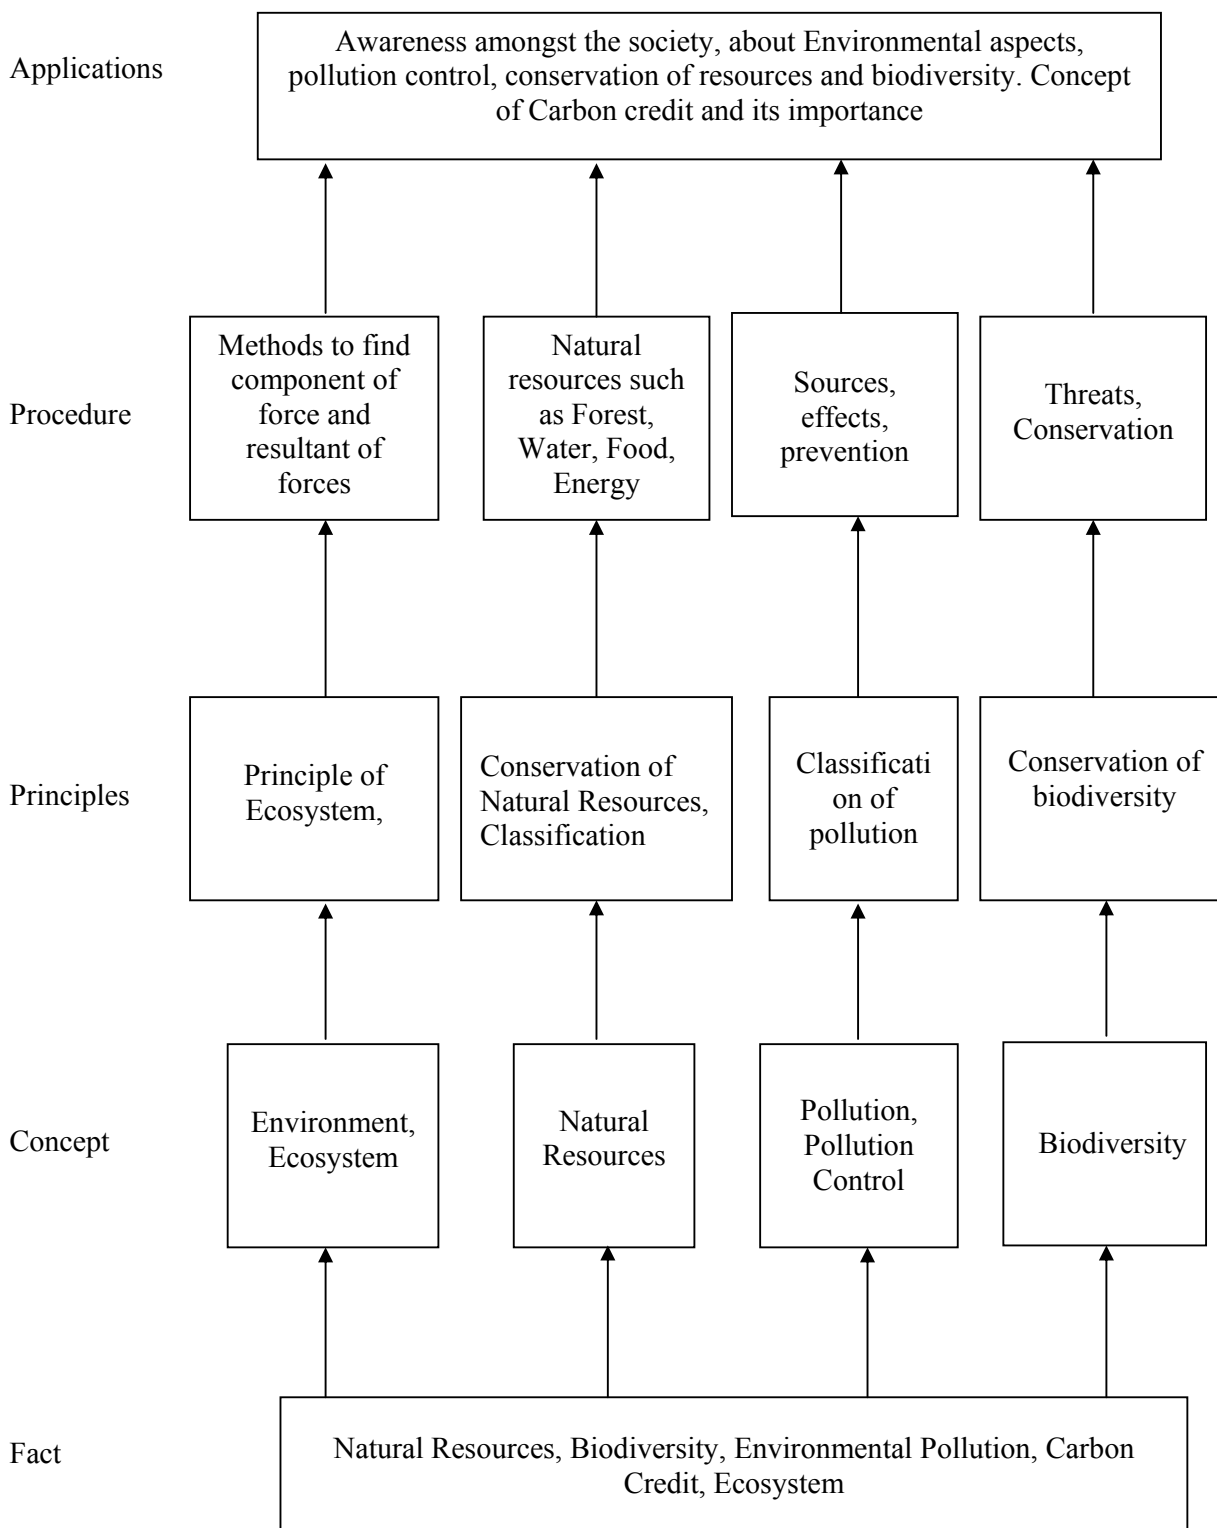 Applications
Awareness amongst the society, about Environmental aspects,
pollution control, conservation of resources and biodiversity. Concept
of Carbon credit and its importance
Procedure
Methods to find
component of
force and
resultant of
forces
Natural
resources such
as Forest,
Water, Food,
Energy
Sources,
effects,
prevention
Threats,
Conservation
Principles
Principle of
Ecosystem,
Conservation of
Natural Resources,
Classification
Classificati
on of
pollution
Conservation of
biodiversity
Concept
Environment,
Ecosystem
Natural
Resources
Pollution,
Pollution
Control
Biodiversity
Fact
Natural Resources, Biodiversity, Environmental Pollution, Carbon
Credit, Ecosystem